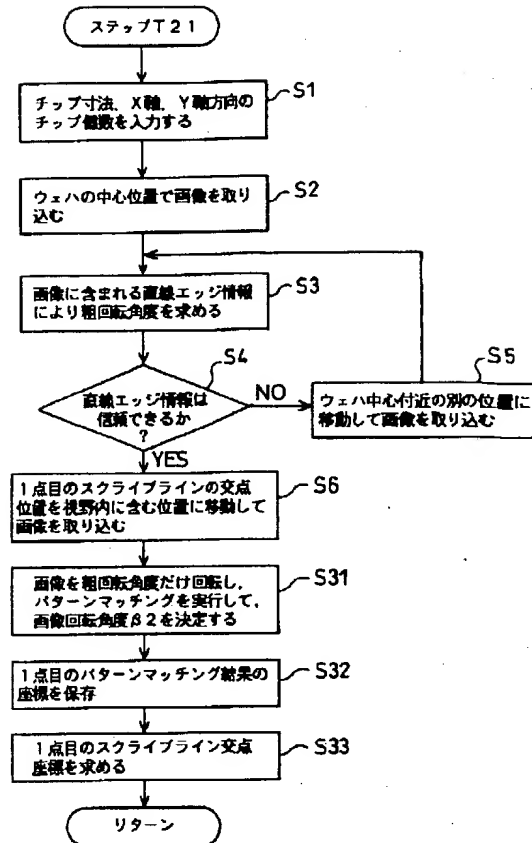 ステップT21
S1
チップ寸法、X軸、Y軸方向の
チップ個数を入力する
S2
ウェハの中心位置で画像を取り
込む
S3
画像に含まれる直線エッジ情報
により粗回転角度を求める
S4
直線エッジ情報は
信頼できるか
?
NO
S5
ウェハ中心付近の別の位置に
移動して画像を取り込む
YES
S6
1点目のスクライブラインの交点
位置を視野内に含む位置に移動して
画像を取り込む
S31
画像を粗回転角度だけ回転し、
パターンマッチングを実行して、
画像回転角度β2を決定する
S32
1点目のパターンマッチング結果の
座標を保存
S33
1点目のスクライブライン交点
座標を求める
リターン